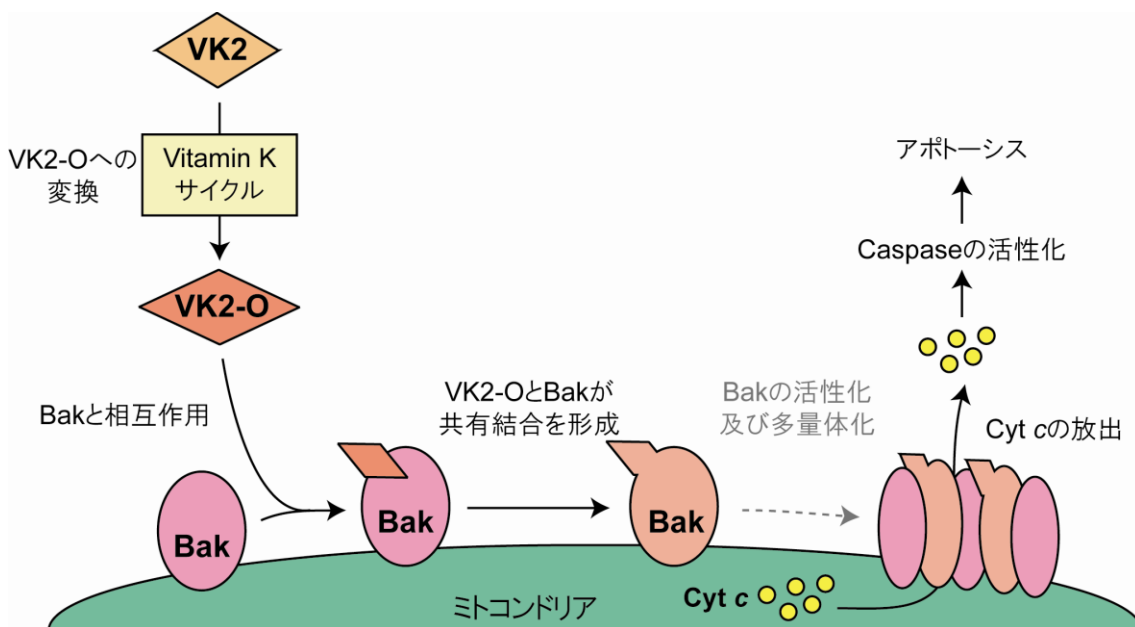 VK2
VK2-Oへの
変換
Vitamin K
サイクル
VK2-O
Bakと相互作用
Bak
Bak
VK2-OとBakが
共有結合を形成
Bak
Bakの活性化
及び多量体化
アポトーシス
Caspaseの活性化
Cyt cの放出
Cyt c
ミトコンドリア